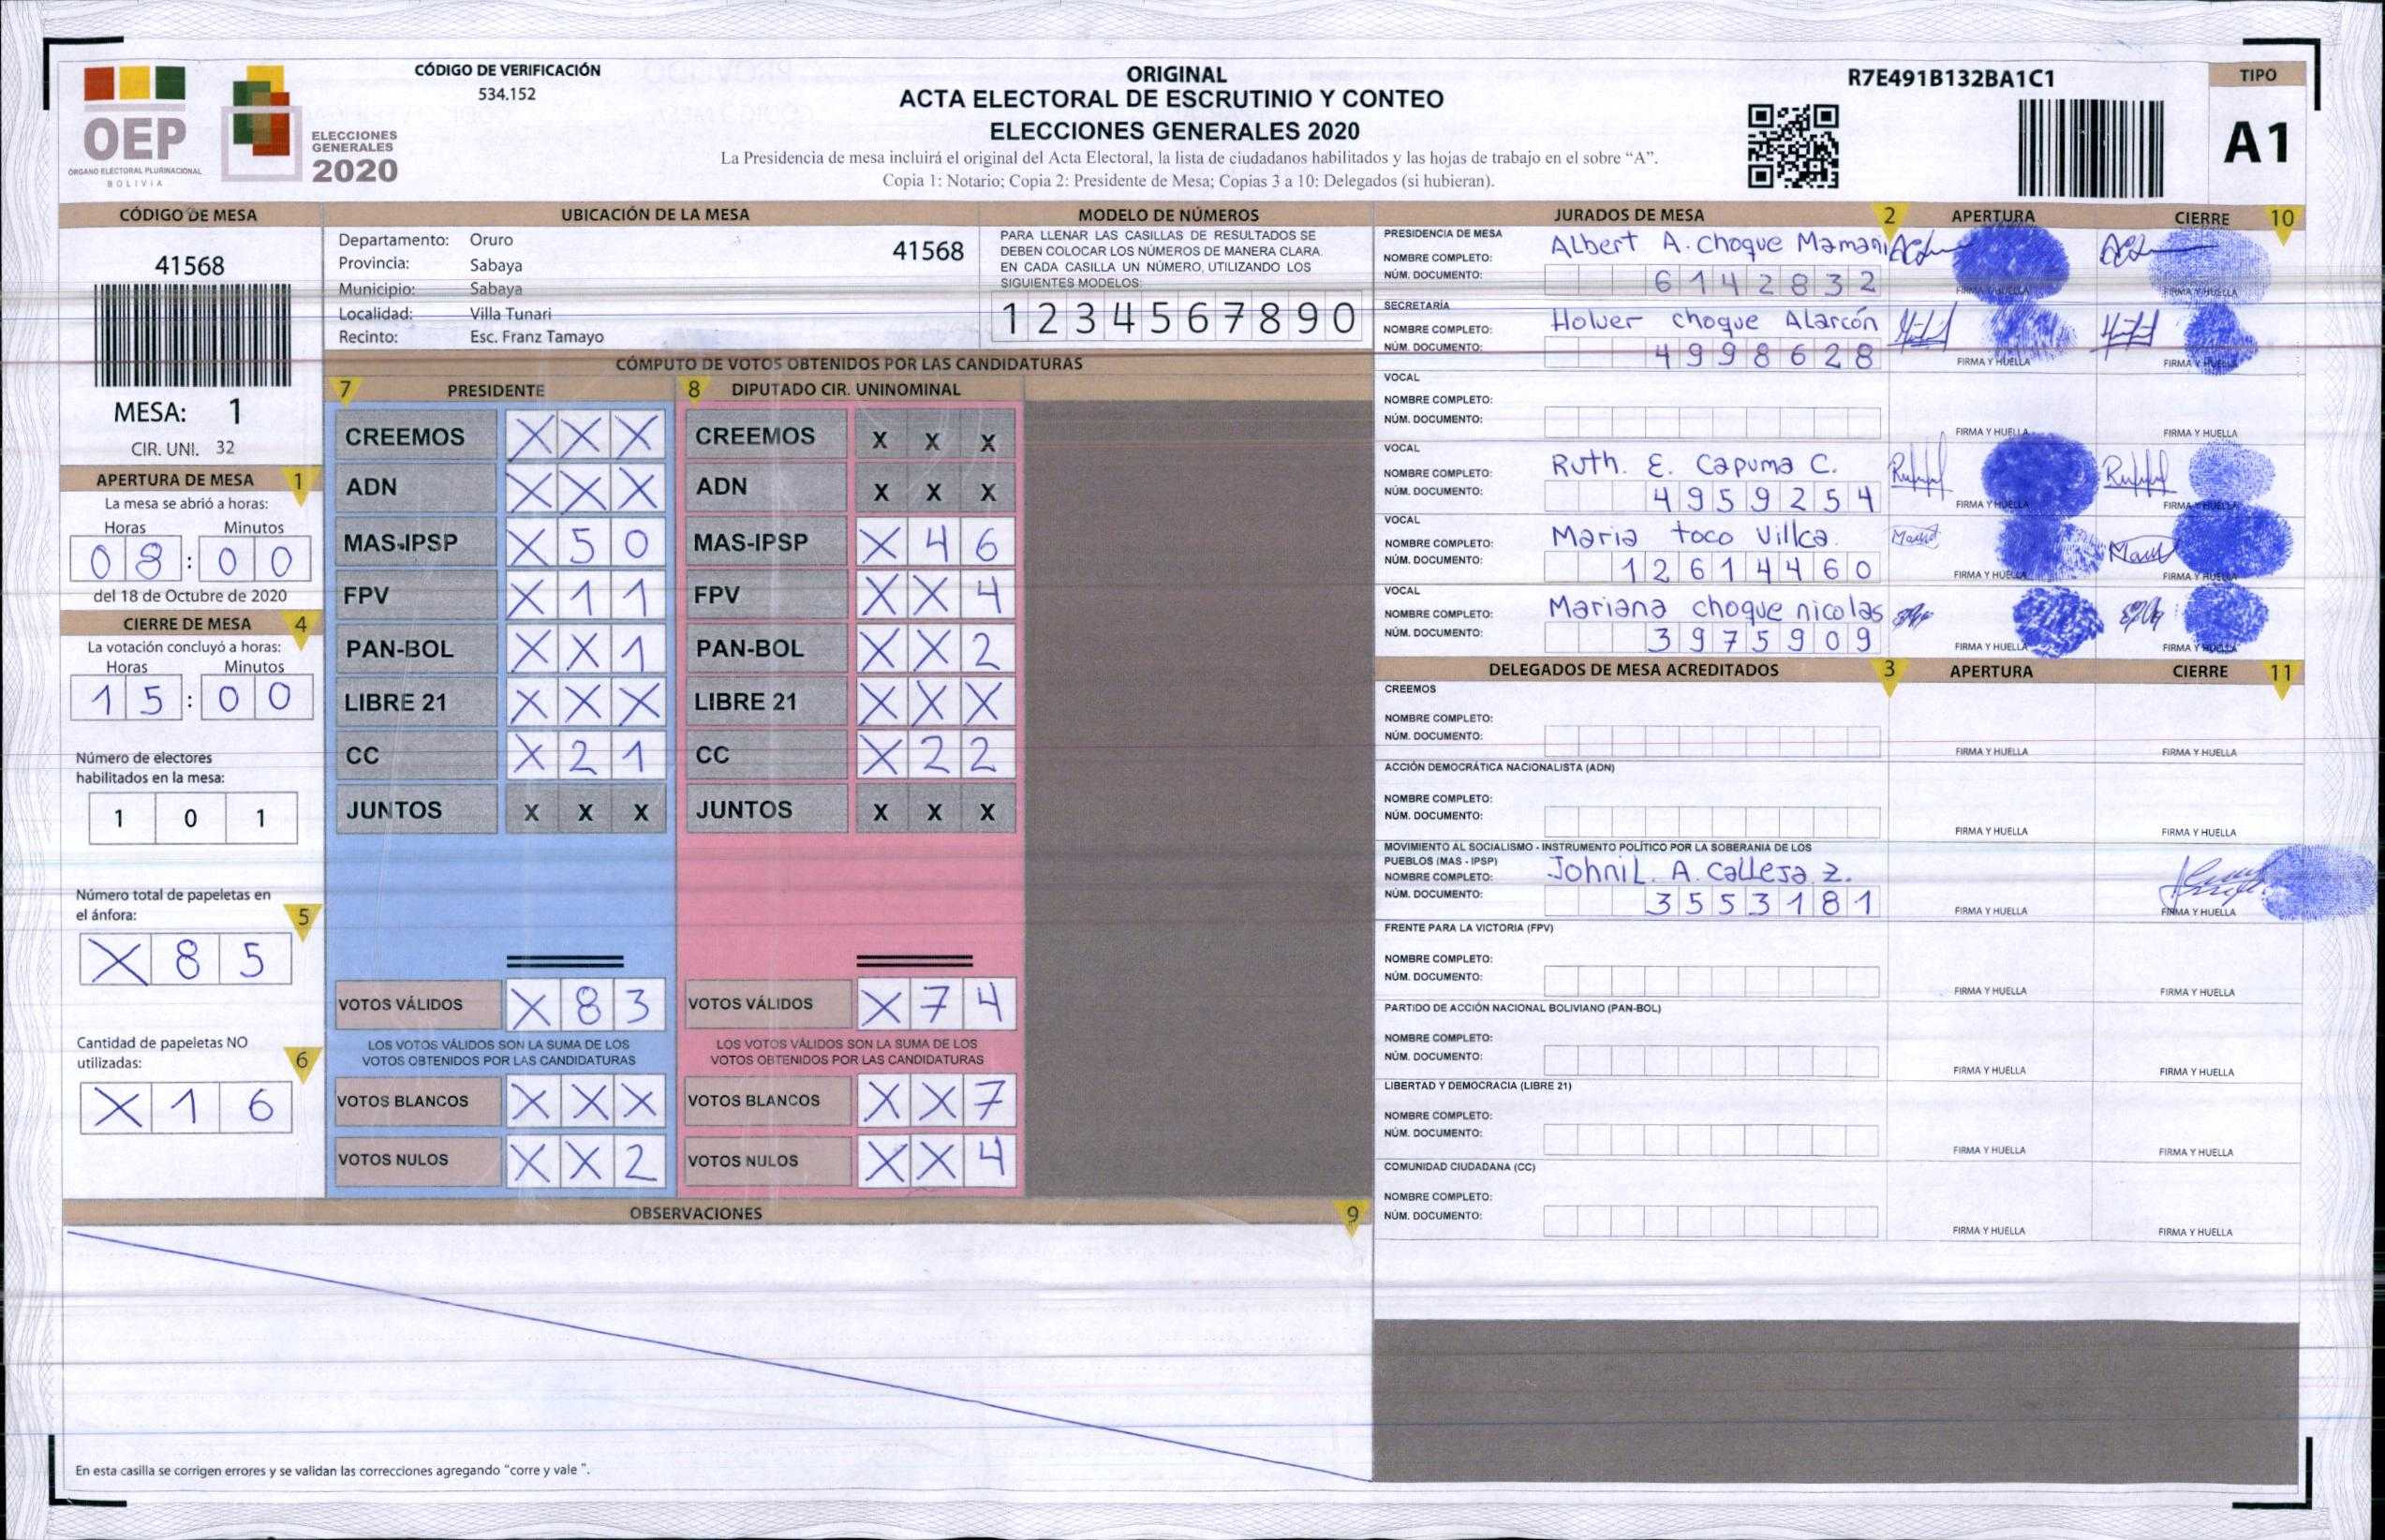 CÓDIGO DE VERIFICACIÓN
534.152
OEP
ÓRGANO ELECTORAL PLURINACIONAL
BOLIVIA
ELECCIONES
GENERALES
2020
ORIGINAL
ACTA ELECTORAL DE ESCRUTINIO Y CONTEO
ELECCIONES GENERALES 2020
La Presidencia de mesa incluirá el original del Acta Electoral, la lista de ciudadanos habilitados y las hojas de trabajo en el sobre “A”.
Copia 1: Notario; Copia 2: Presidente de Mesa; Copias 3 a 10: Delegados (si hubieran).
R7E491B132BA1C1
TIPO
A1
CÓDIGO DE MESA
41568
MESA: 1
CIR. UNI. 32
APERTURA DE MESA 1
La mesa se abrió a horas:
Horas Minutos
0 8 : 0 0
del 18 de Octubre de 2020
CIERRE DE MESA 4
La votación concluyó a horas:
Horas Minutos
1 5 : 0 0
Número de electores
habilitados en la mesa:
1 0 1
Número total de papeletas en
el ánfora: 5
X 8 5
Cantidad de papeletas NO
utilizadas: 6
X 1 6
UBICACIÓN DE LA MESA
Departamento: Oruro
41568
Provincia: Sabaya
Municipio: Sabaya
Localidad: Villa Tunari
Recinto: Esc. Franz Tamayo
MODELO DE NÚMEROS
PARA LLENAR LAS CASILLAS DE RESULTADOS SE
DEBEN COLOCAR LOS NÚMEROS DE MANERA CLARA.
EN CADA CASILLA UN NÚMERO, UTILIZANDO LOS
SIGUIENTES MODELOS:
1 2 3 4 5 6 7 8 9 0
CÓMPUTO DE VOTOS OBTENIDOS POR LAS CANDIDATURAS
7 PRESIDENTE
CREEMOS X X X
ADN X X X
MAS-IPSP X 5 0
FPV X 1 1
PAN-BOL X X 1
LIBRE 21 X X X
CC X 2 1
JUNTOS X X X
VOTOS VÁLIDOS X 8 3
LOS VOTOS VÁLIDOS SON LA SUMA DE LOS
VOTOS OBTENIDOS POR LAS CANDIDATURAS
VOTOS BLANCOS X X X
VOTOS NULOS X X 2
8 DIPUTADO CIR. UNINOMINAL
CREEMOS X X X
ADN X X X
MAS-IPSP X 4 6
FPV X X 4
PAN-BOL X X 2
LIBRE 21 X X X
CC X 2 2
JUNTOS X X X
VOTOS VÁLIDOS X 7 4
LOS VOTOS VÁLIDOS SON LA SUMA DE LOS
VOTOS OBTENIDOS POR LAS CANDIDATURAS
VOTOS BLANCOS X X 7
VOTOS NULOS X X 4
OBSERVACIONES 9
En esta casilla se corrigen errores y se validan las correcciones agregando “corre y vale ”.
JURADOS DE MESA 2 APERTURA CIERRE 10
PRESIDENCIA DE MESA
NOMBRE COMPLETO: Albert A. Choque Mamani
NÚM. DOCUMENTO: 6142832
FIRMA Y HUELLA FIRMA Y HUELLA
SECRETARÍA
NOMBRE COMPLETO: Holver choque Alarcón
NÚM. DOCUMENTO: 4998628
FIRMA Y HUELLA FIRMA Y HUELLA
VOCAL
NOMBRE COMPLETO:
NÚM. DOCUMENTO:
FIRMA Y HUELLA FIRMA Y HUELLA
VOCAL
NOMBRE COMPLETO: Ruth. E. Capuma C.
NÚM. DOCUMENTO: 4959254
FIRMA Y HUELLA FIRMA Y HUELLA
VOCAL
NOMBRE COMPLETO: Maria toco Villca.
NÚM. DOCUMENTO: 12614460
FIRMA Y HUELLA FIRMA Y HUELLA
VOCAL
NOMBRE COMPLETO: Mariana choque nicolas
NÚM. DOCUMENTO: 3975909
FIRMA Y HUELLA FIRMA Y HUELLA
DELEGADOS DE MESA ACREDITADOS 3 APERTURA CIERRE 11
CREEMOS
NOMBRE COMPLETO:
NÚM. DOCUMENTO:
FIRMA Y HUELLA FIRMA Y HUELLA
ACCIÓN DEMOCRÁTICA NACIONALISTA (ADN)
NOMBRE COMPLETO:
NÚM. DOCUMENTO:
FIRMA Y HUELLA FIRMA Y HUELLA
MOVIMIENTO AL SOCIALISMO - INSTRUMENTO POLÍTICO POR LA SOBERANIA DE LOS
PUEBLOS (MAS - IPSP)
NOMBRE COMPLETO: JohniL. A. Calleja Z.
NÚM. DOCUMENTO: 3553181
FIRMA Y HUELLA FIRMA Y HUELLA
FRENTE PARA LA VICTORIA (FPV)
NOMBRE COMPLETO:
NÚM. DOCUMENTO:
FIRMA Y HUELLA FIRMA Y HUELLA
PARTIDO DE ACCIÓN NACIONAL BOLIVIANO (PAN-BOL)
NOMBRE COMPLETO:
NÚM. DOCUMENTO:
FIRMA Y HUELLA FIRMA Y HUELLA
LIBERTAD Y DEMOCRACIA (LIBRE 21)
NOMBRE COMPLETO:
NÚM. DOCUMENTO:
FIRMA Y HUELLA FIRMA Y HUELLA
COMUNIDAD CIUDADANA (CC)
NOMBRE COMPLETO:
NÚM. DOCUMENTO:
FIRMA Y HUELLA FIRMA Y HUELLA